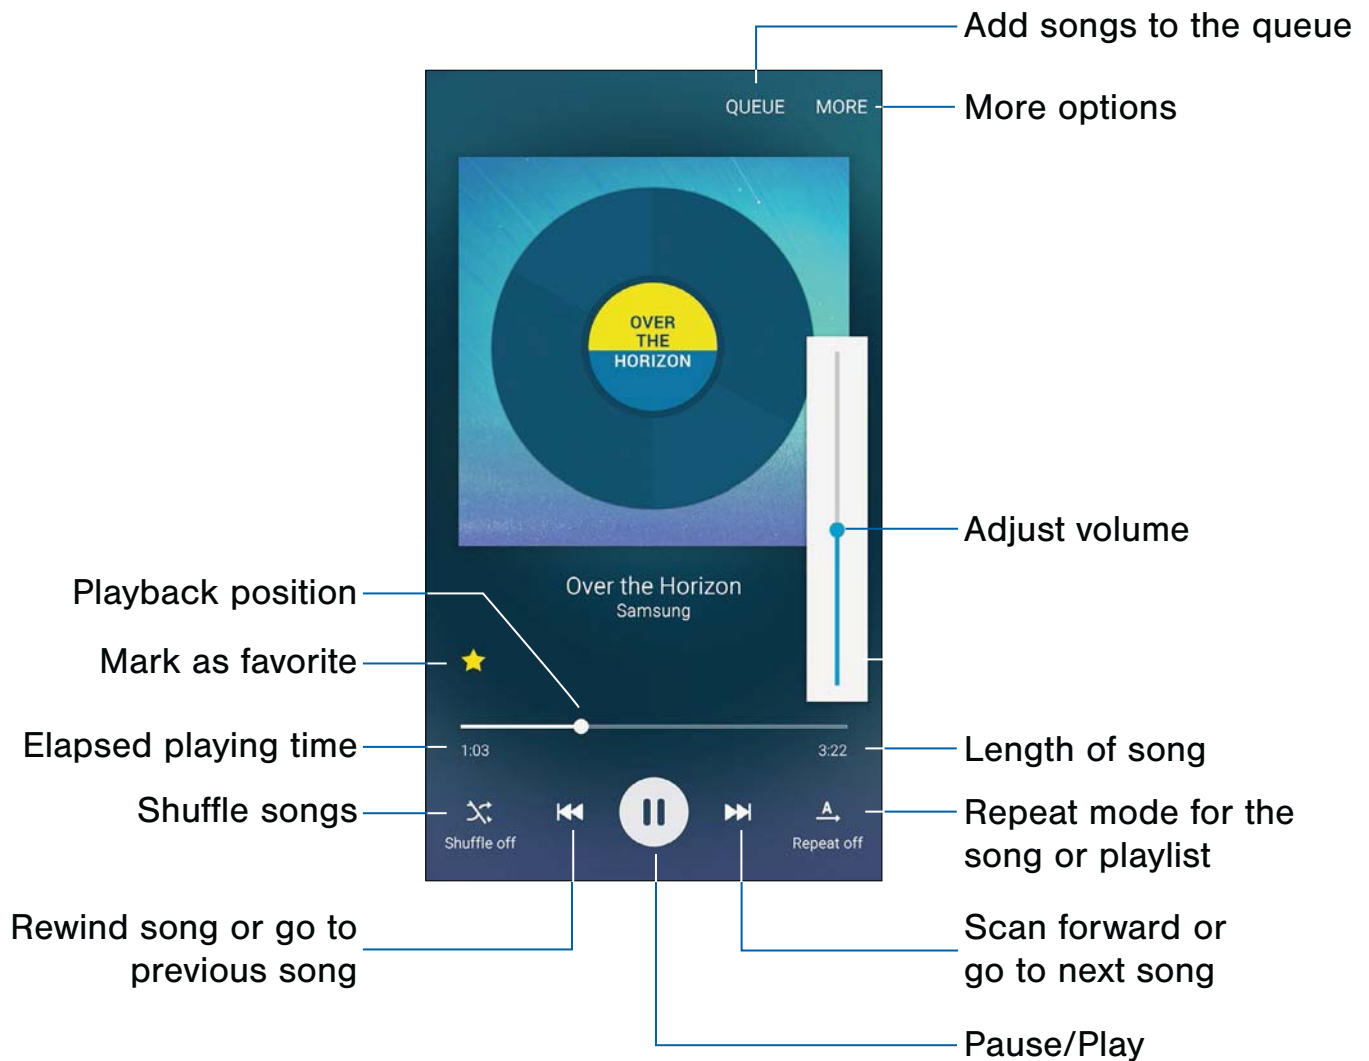 Add songs to the queue
QUEUE MORE
More options
OVER
THE
HORIZON
Adjust volume
Over the Horizon
Samsung
Playback position
Mark as favorite
Elapsed playing time
1:03
3:22
Length of song
Shuffle songs
Shuffle off
A
Repeat off
Repeat mode for the
song or playlist
Rewind song or go to
previous song
Scan forward or
go to next song
Pause/Play